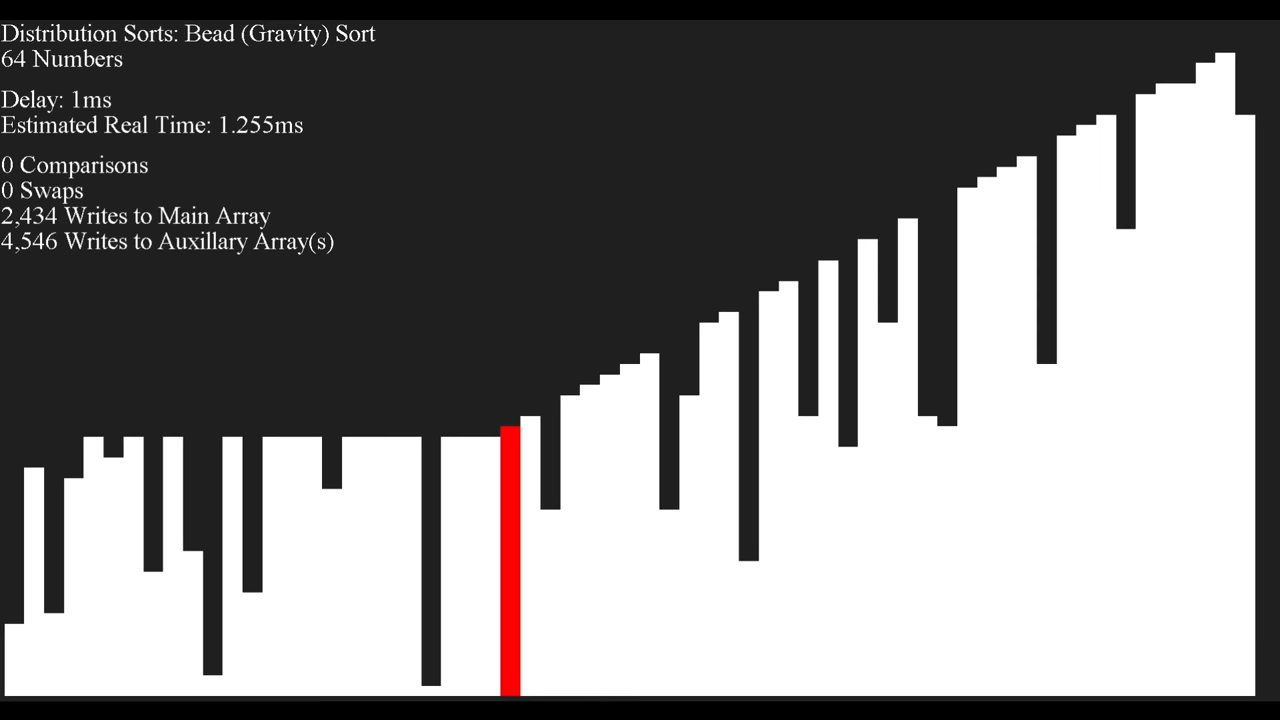 Distribution Sorts: Bead (Gravity) Sort
64 Numbers
Delay: 1ms
Estimated Real Time: 1.255ms
0 Comparisons
0 Swaps
2,434 Writes to Main Array
4,546 Writes to Auxillary Array(s)